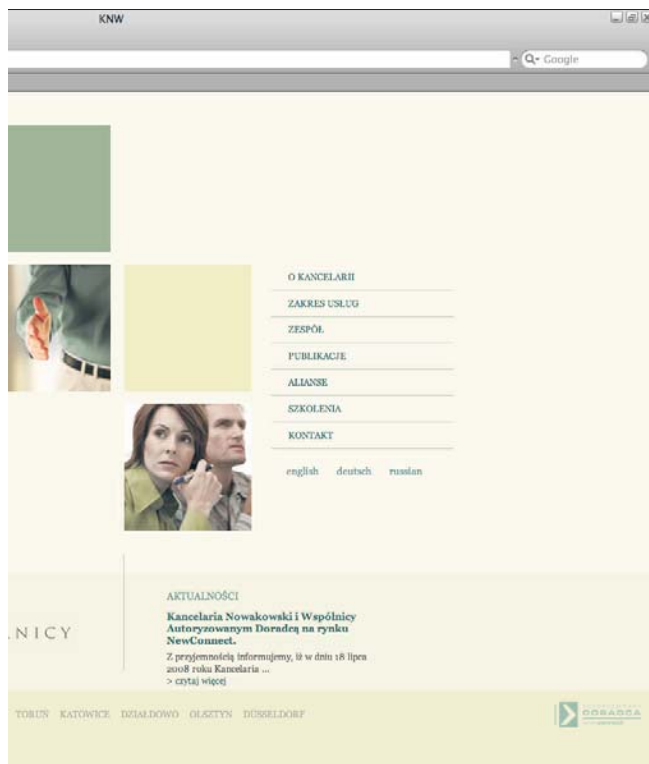 KNW
Google
O KANCELARII
ZAKRES USŁUG
ZESPÓŁ
PUBLIKACJE
ALIANSE
SZKOLENIA
KONTAKT
english deutsch russian
NICY
AKTUALNOŚCI
Kancelaria Nowakowski i Wspólnicy
Autoryzowanym Doradcą na rynku
NewConnect.
Z przyjemnością informujemy, iż w dniu 18 lipca
2008 roku Kancelaria ...
> czytaj więcej
TORUŃ KATOWICE DZIAŁDOWO OLSZTYN DÜSSELDORF
DORADCA